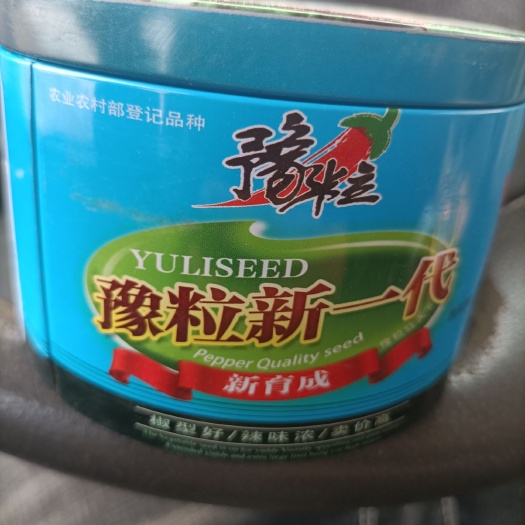 农业农村部登记品种
豫粒
YULISEED
豫粒新一代
Pepper Quality seed
新育成
椒型好/辣味浓/卖价高